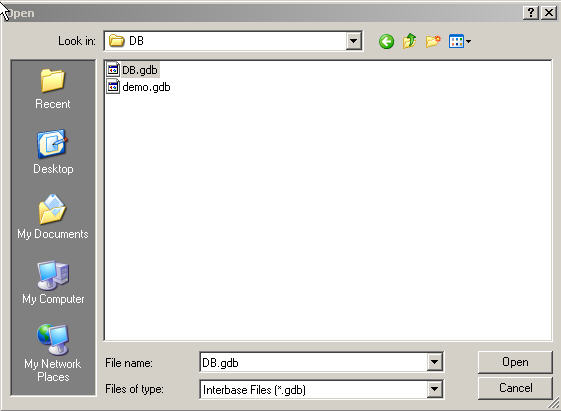 Open
Look in:
DB
DB.gdb
demo.gdb
Recent
Desktop
My Documents
My Computer
My Network
Places
File name:
DB.gdb
Open
Files of type:
Interbase Files (*.gdb)
Cancel